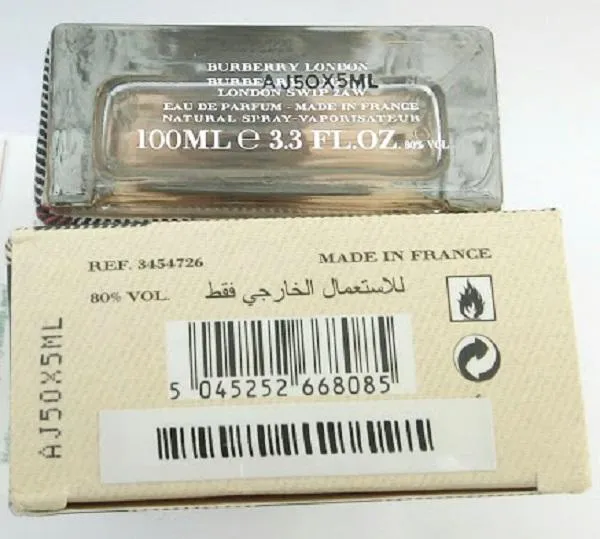 BURBERRY LONDON
LONDON SW1P 2AW
AJ50X5ML
EAU DE PARFUM - MADE IN FRANCE
NATURAL SPRAY-VAPORISATEUR
100ML e 3.3 FL.OZ. 80% VOL
REF. 3454726
MADE IN FRANCE
80% VOL.
للاستعمال الخارجي فقط
AJ50X5ML
5 045252 668085